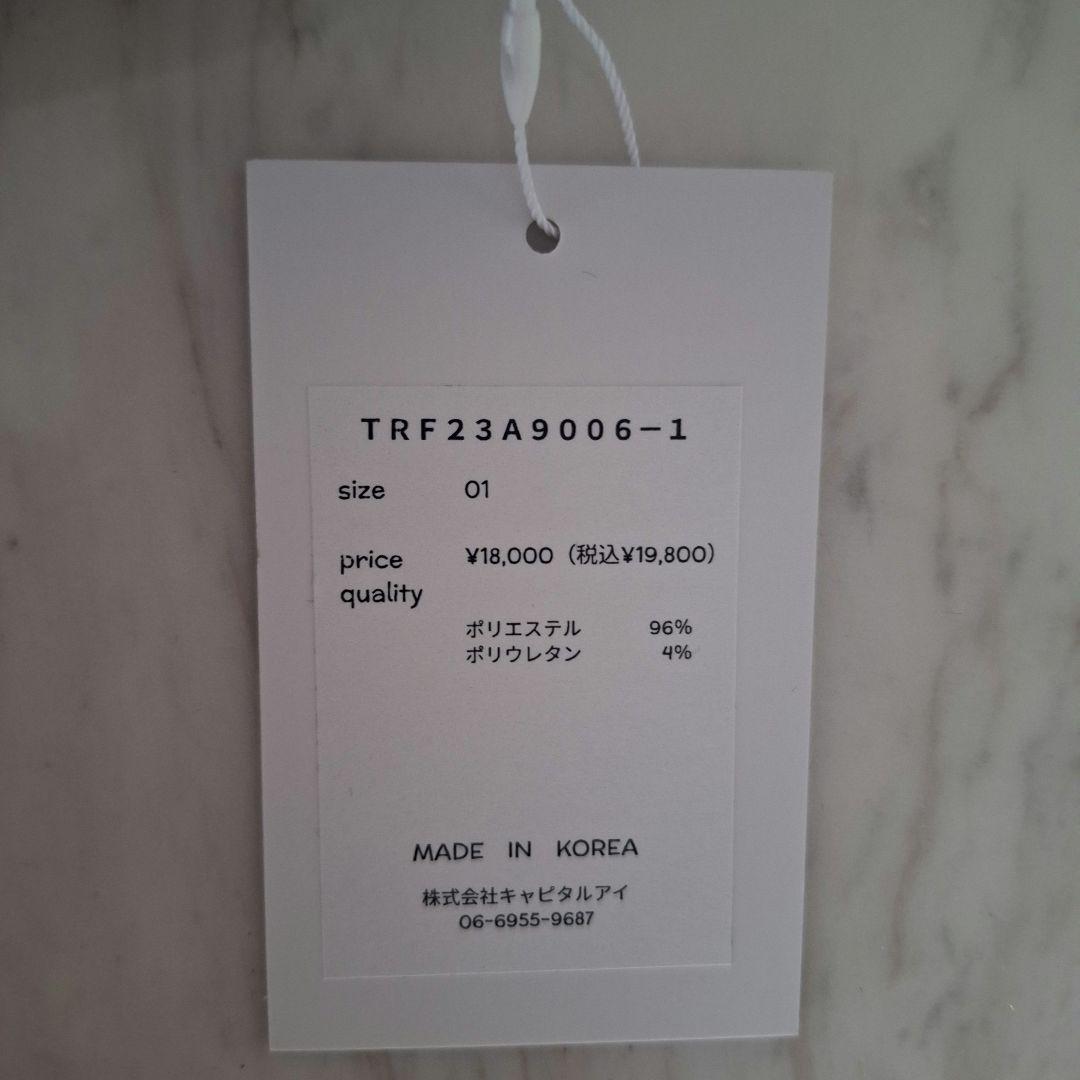 TRF23A9006-1
size 01
price ¥18,000（税込¥19,800）
quality
ポリエステル 96%
ポリウレタン 4%
MADE IN KOREA
株式会社キャピタルアイ
06-6955-9687